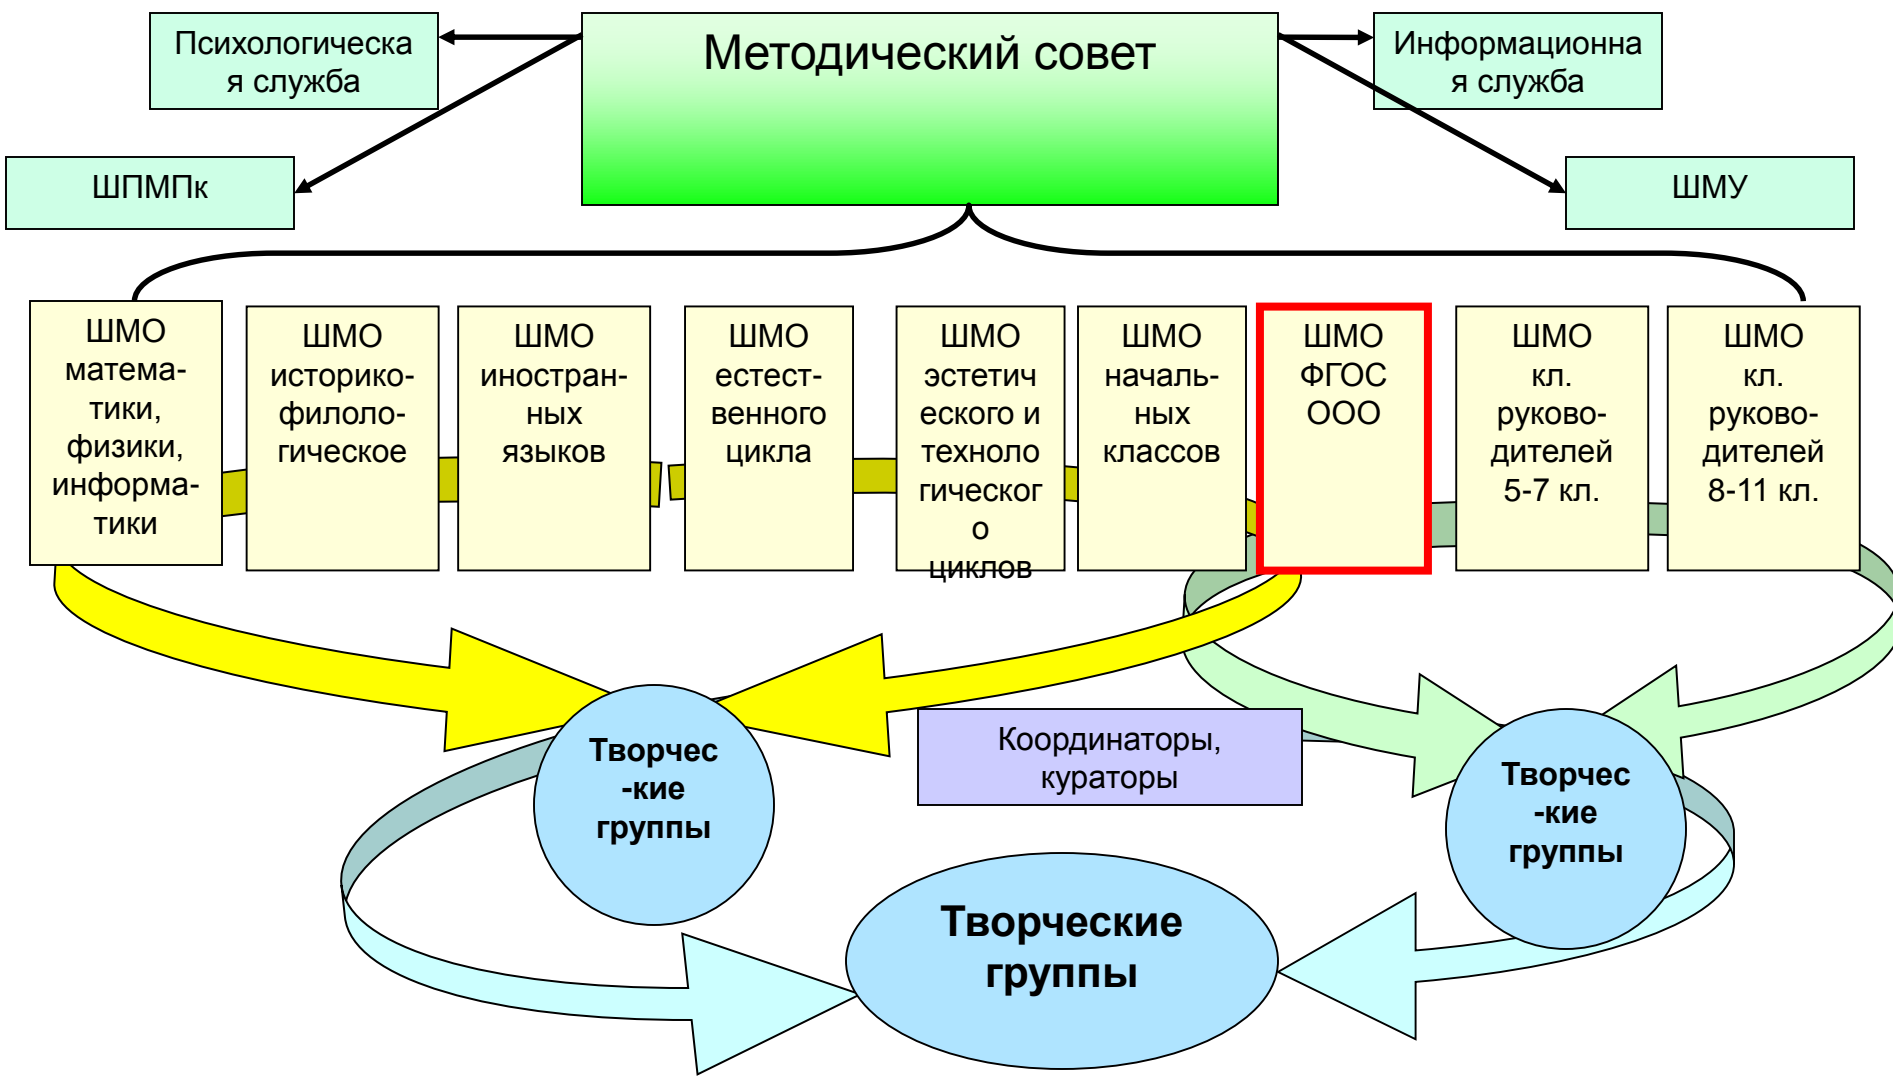 Психологическа
я служба
Методический совет
Информационна
я служба
ШПМПк
ШМУ
ШМО
матема-
тики,
физики,
информа-
тики
ШМО
историко-
филоло-
гическое
ШМО
иностран-
ных
языков
ШМО
естест-
венного
цикла
ШМО
эстетич
еского и
техноло
гическог
о
циклов
ШМО
началь-
ных
классов
ШМО
ФГОС
ООО
ШМО
кл.
руково-
дителей
5-7 кл.
ШМО
кл.
руково-
дителей
8-11 кл.
Творчес
-кие
группы
Координаторы,
кураторы
Творчес
-кие
группы
Творческие
группы